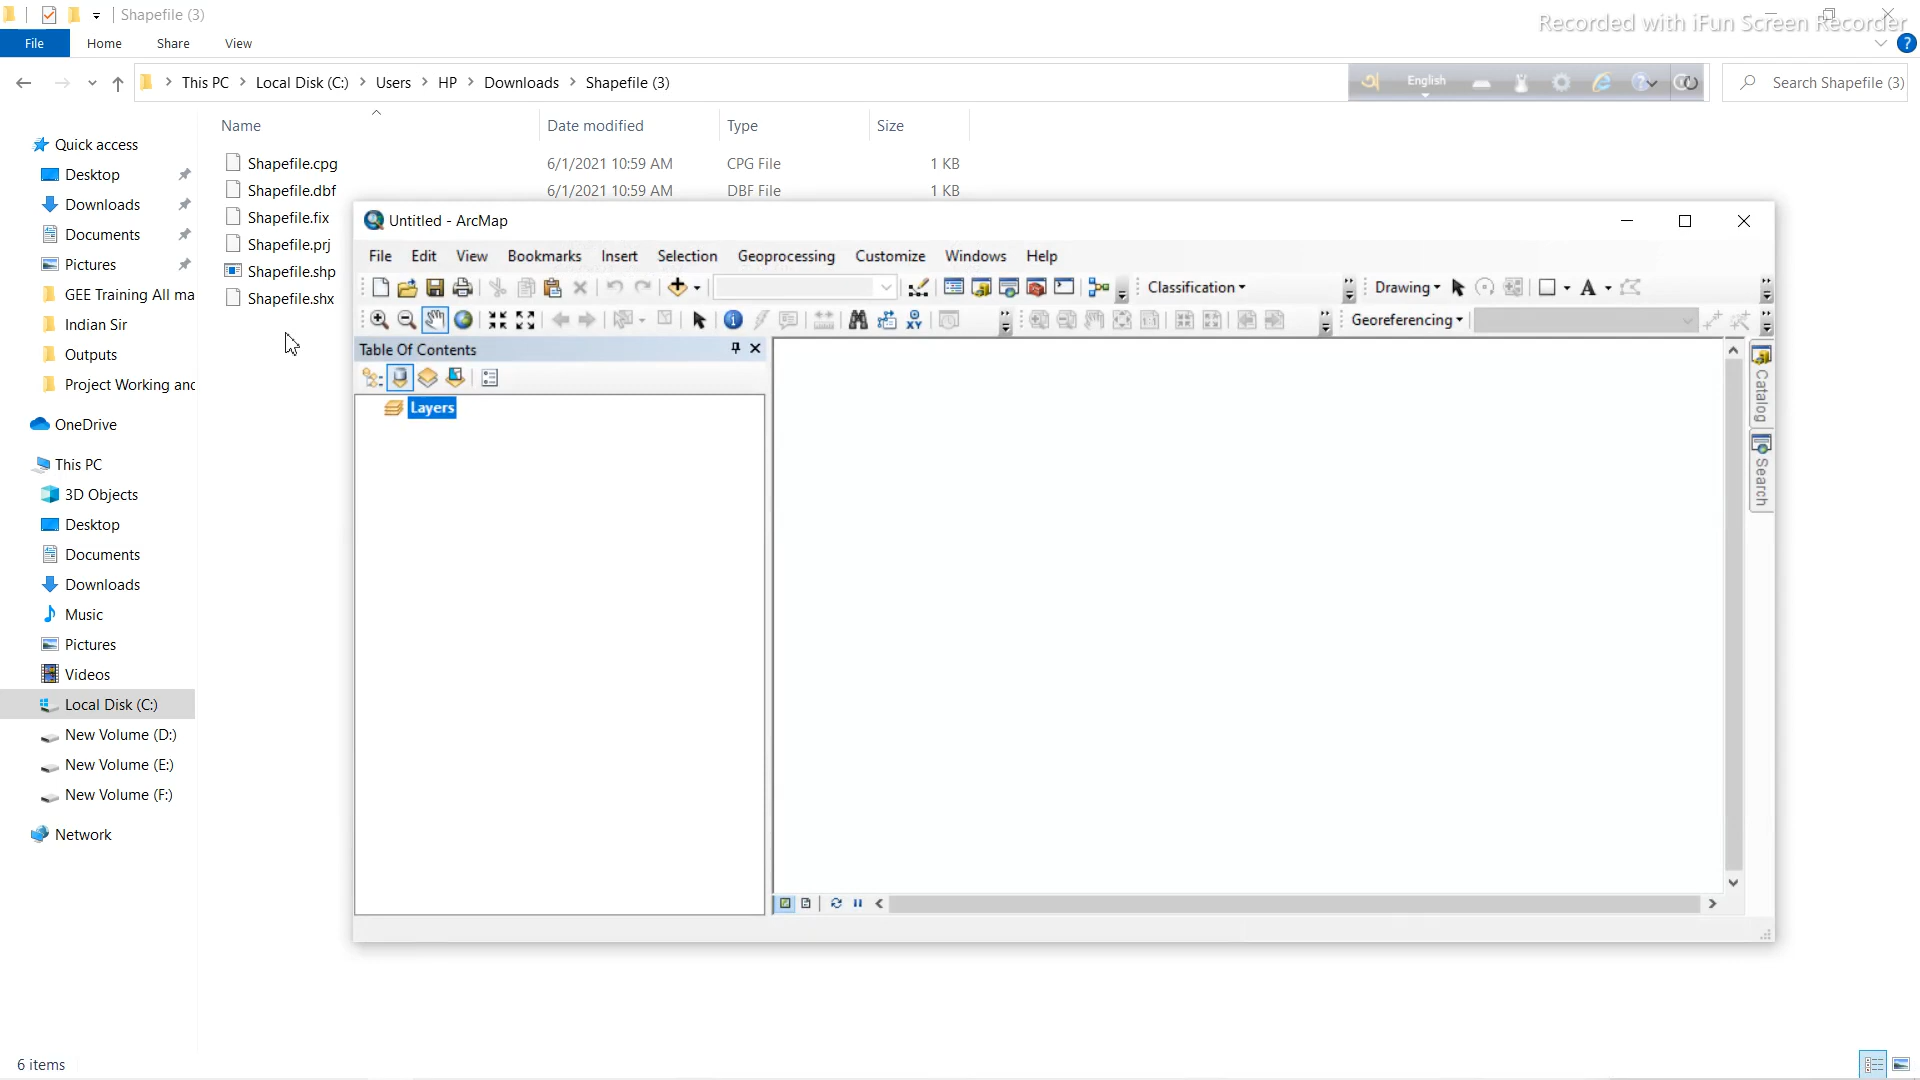 Shapefile (3)
Recorded with iFun Screen Recorder
File
Home
Share
View
This PC
Local Disk (C:)
Users
HP
Downloads
Shapefile (3)
English
Search Shapefile (3)
Name
Date modified
Type
Size
Shapefile.cpg
6/1/2021 10:59 AM
CPG File
1 KB
Shapefile.dbf
6/1/2021 10:59 AM
DBF File
1 KB
Shapefile.fix
Shapefile.prj
Shapefile.shp
Shapefile.shx
Quick access
Desktop
Downloads
Documents
Pictures
GEE Training All ma
Indian Sir
Outputs
Project Working and
OneDrive
This PC
3D Objects
Desktop
Documents
Downloads
Music
Pictures
Videos
Local Disk (C:)
New Volume (D:)
New Volume (E:)
New Volume (F:)
Network
6 items
Untitled - ArcMap
File
Edit
View
Bookmarks
Insert
Selection
Geoprocessing
Customize
Windows
Help
Classification
Drawing
Georeferencing
Table Of Contents
Layers
Catalog
Search